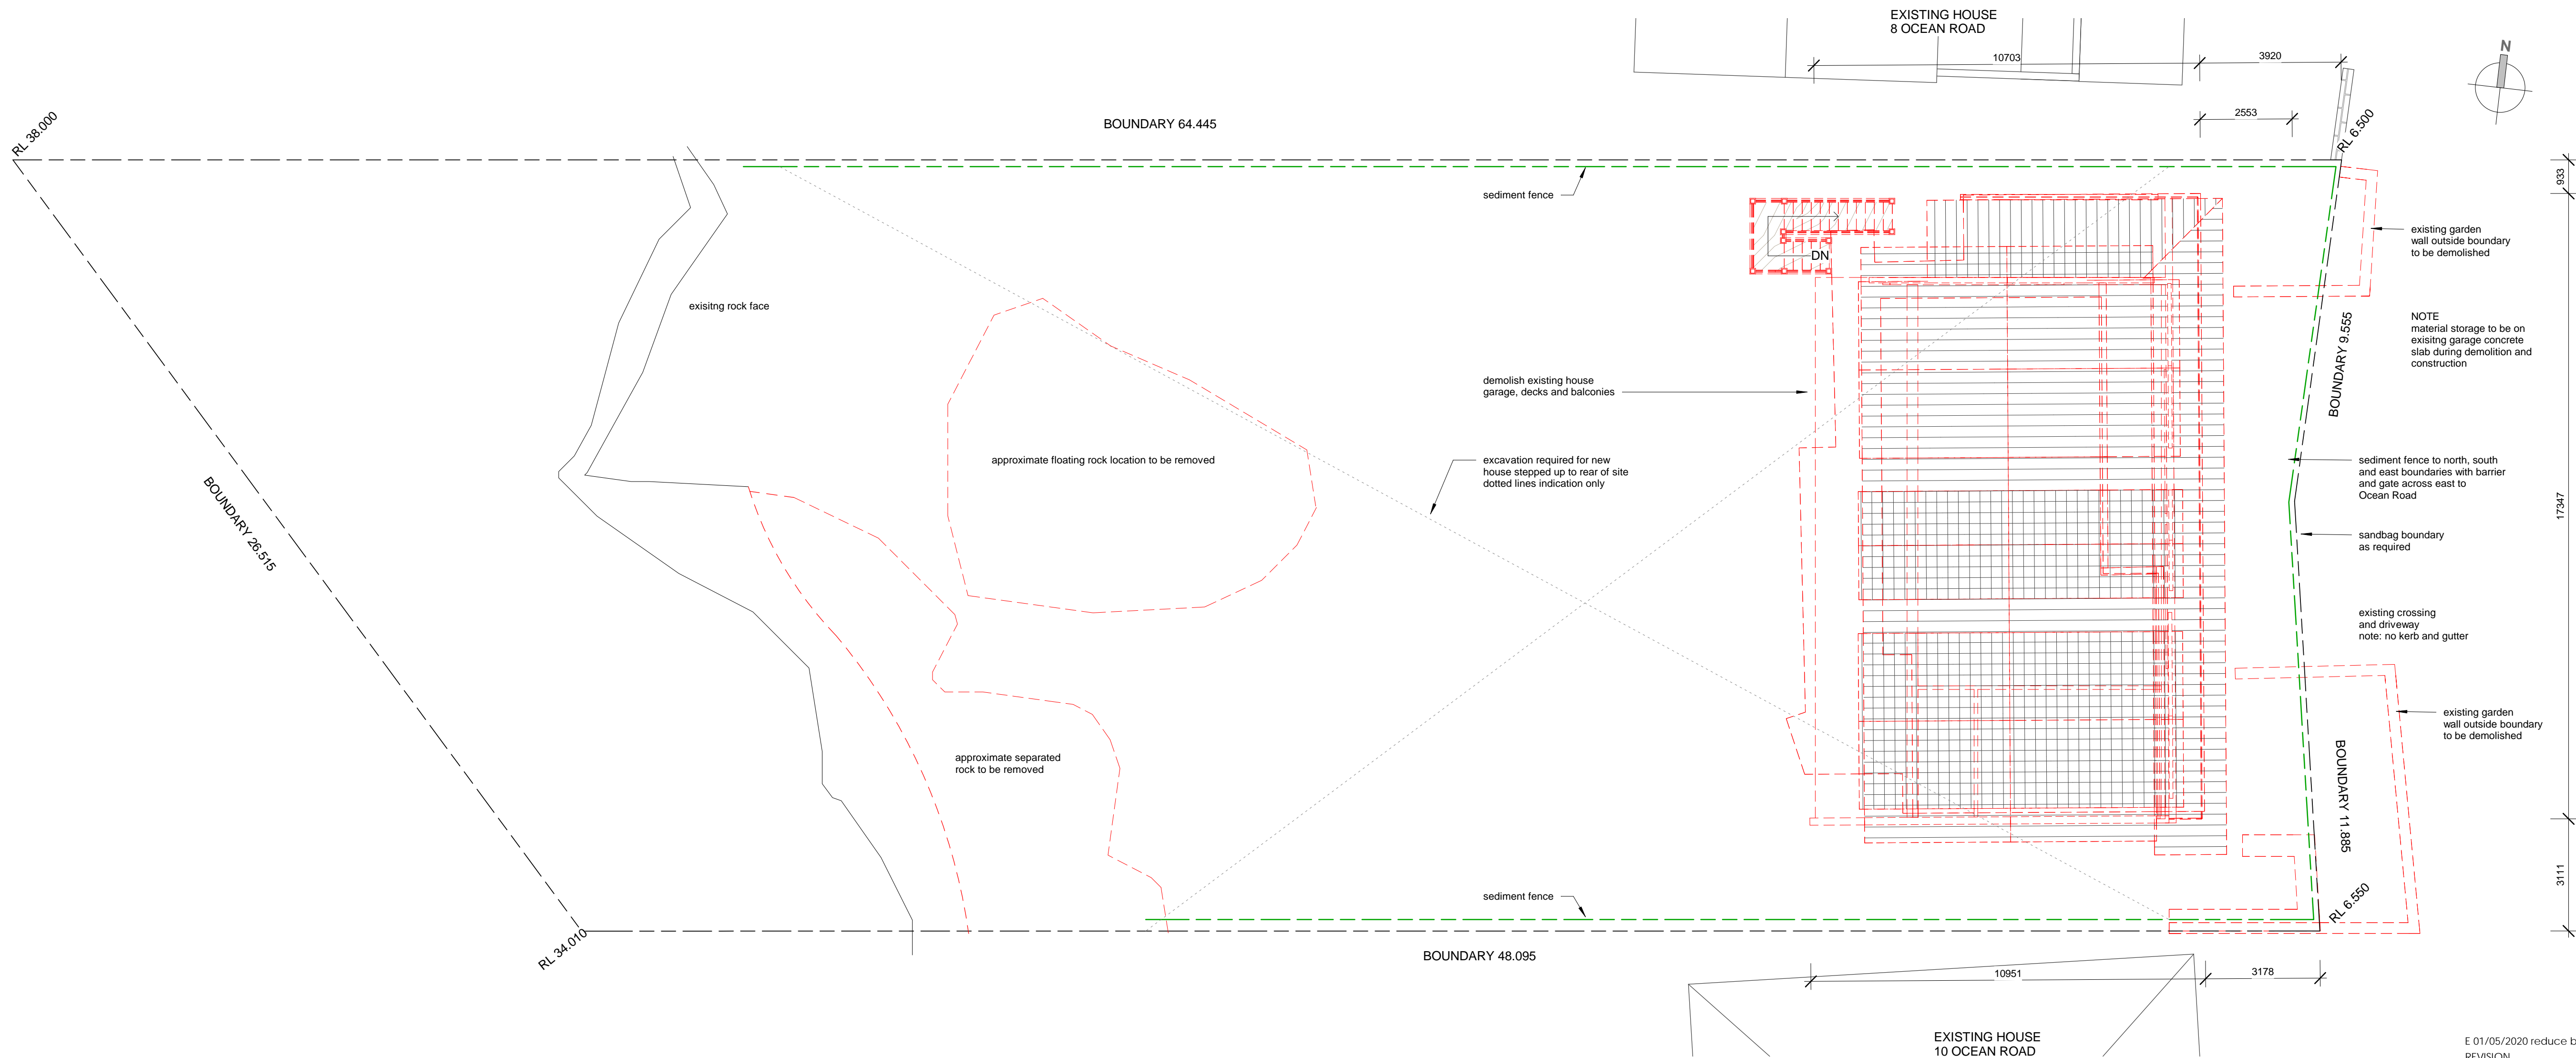 EXISTING HOUSE
8 OCEAN ROAD
10703
3920
N
2553
RL 38.000
BOUNDARY 64.445
RL 6.500
933
sediment fence
existing garden
wall outside boundary
to be demolished
DN
exisitng rock face
BOUNDARY 9.555
NOTE
material storage to be on
exisitng garage concrete
slab during demolition and
construction
demolish existing house
garage, decks and balconies
approximate floating rock location to be removed
excavation required for new
house stepped up to rear of site
dotted lines indication only
sediment fence to north, south
and east boundaries with barrier
and gate across east to
Ocean Road
17347
BOUNDARY 26.515
sandbag boundary
as required
existing crossing
and driveway
note: no kerb and gutter
existing garden
wall outside boundary
to be demolished
approximate separated
rock to be removed
BOUNDARY 11.885
3111
sediment fence
RL 6.550
RL 34.010
BOUNDARY 48.095
10951
3178
EXISTING HOUSE
10 OCEAN ROAD
E 01/05/2020 reduce b
REVISION